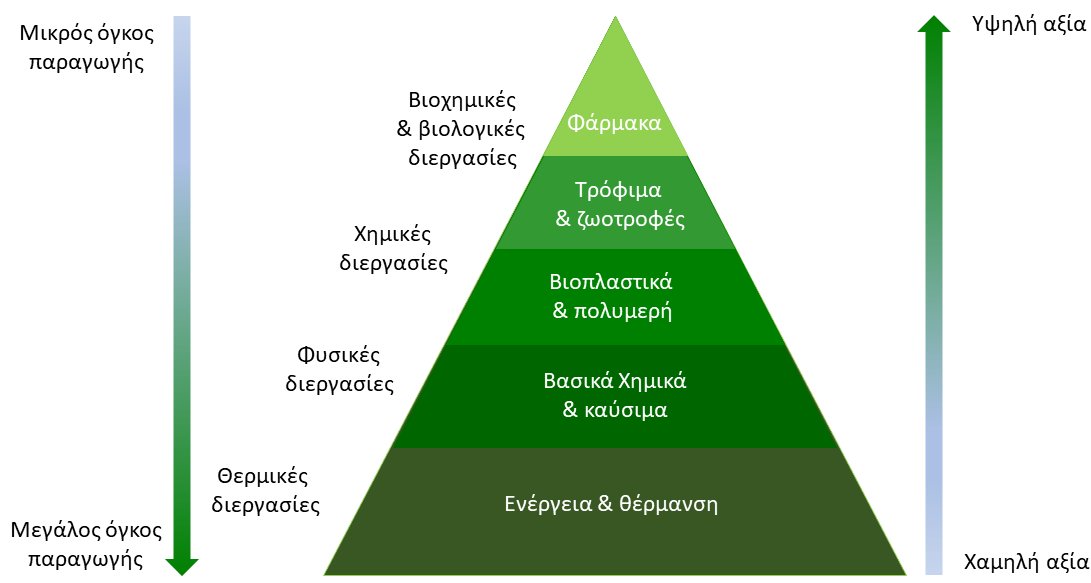 Μικρός όγκος
παραγωγής
Υψηλή αξία
Βιοχημικές
& βιολογικές
διεργασίες
Φάρμακα
Τρόφιμα
& ζωοτροφές
Χημικές
διεργασίες
Βιοπλαστικά
& πολυμερή
Φυσικές
διεργασίες
Βασικά Χημικά
& καύσιμα
Θερμικές
διεργασίες
Ενέργεια & θέρμανση
Μεγάλος όγκος
παραγωγής
Χαμηλή αξία